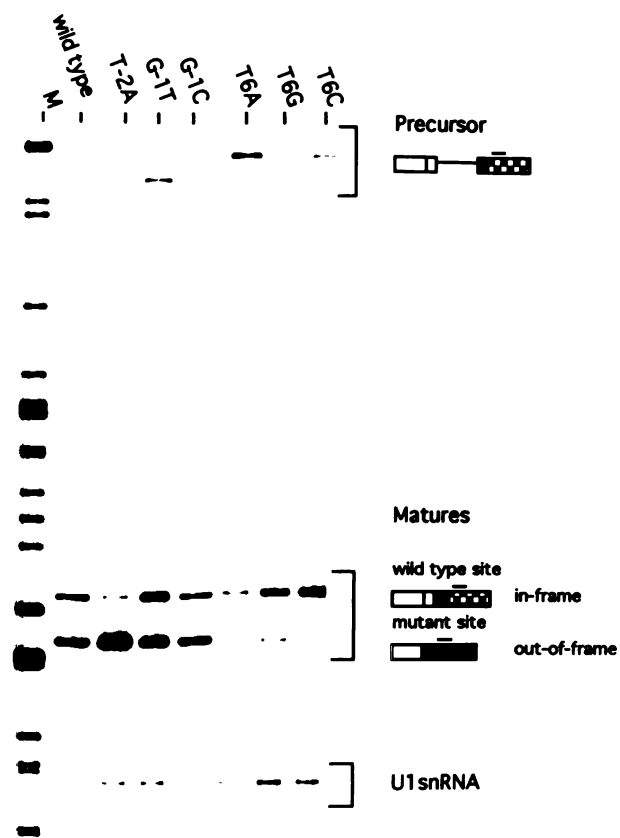 M
wild type
T-2A
G-1T
G-1C
T6A
T6G
T6C
Precursor
Matures
wild type site
in-frame
mutant site
out-of-frame
U1snRNA